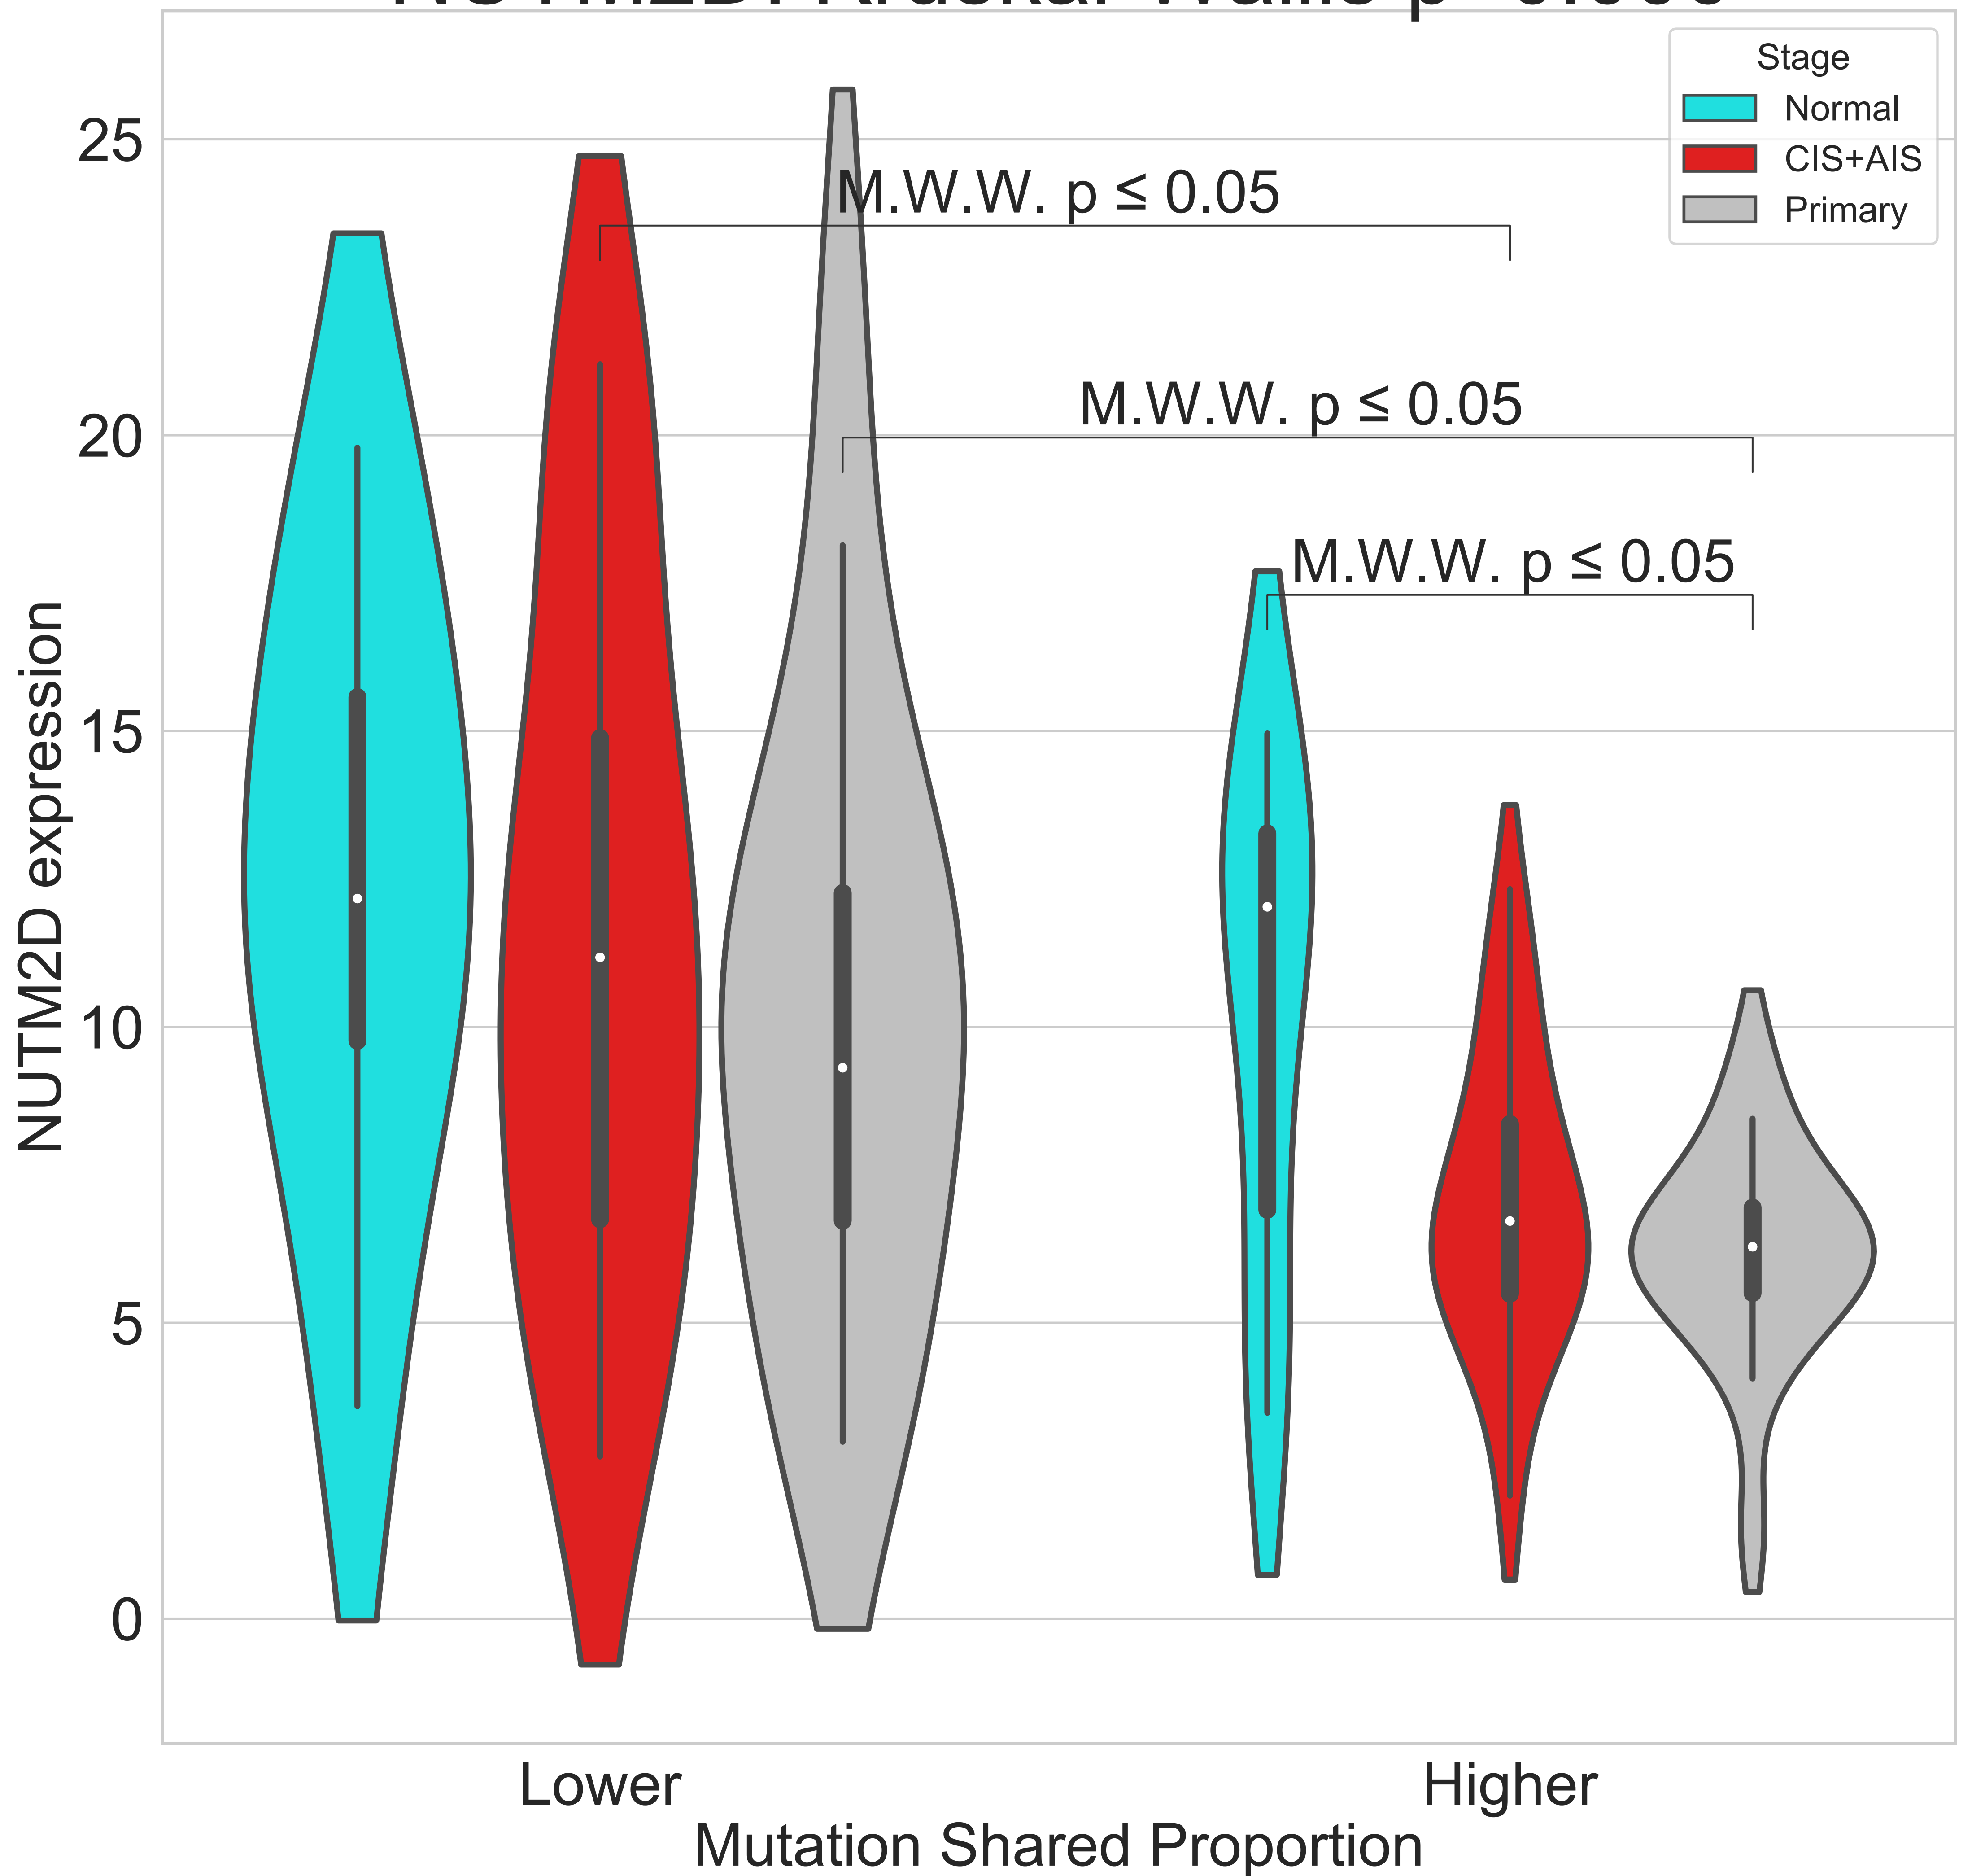 Stage
Normal
CIS+AIS
Primary
25
20
15
10
5
0
M.W.W. p ≤ 0.05
M.W.W. p ≤ 0.05
M.W.W. p ≤ 0.05
NUTM2D expression
Lower
Higher
Mutation Shared Proportion